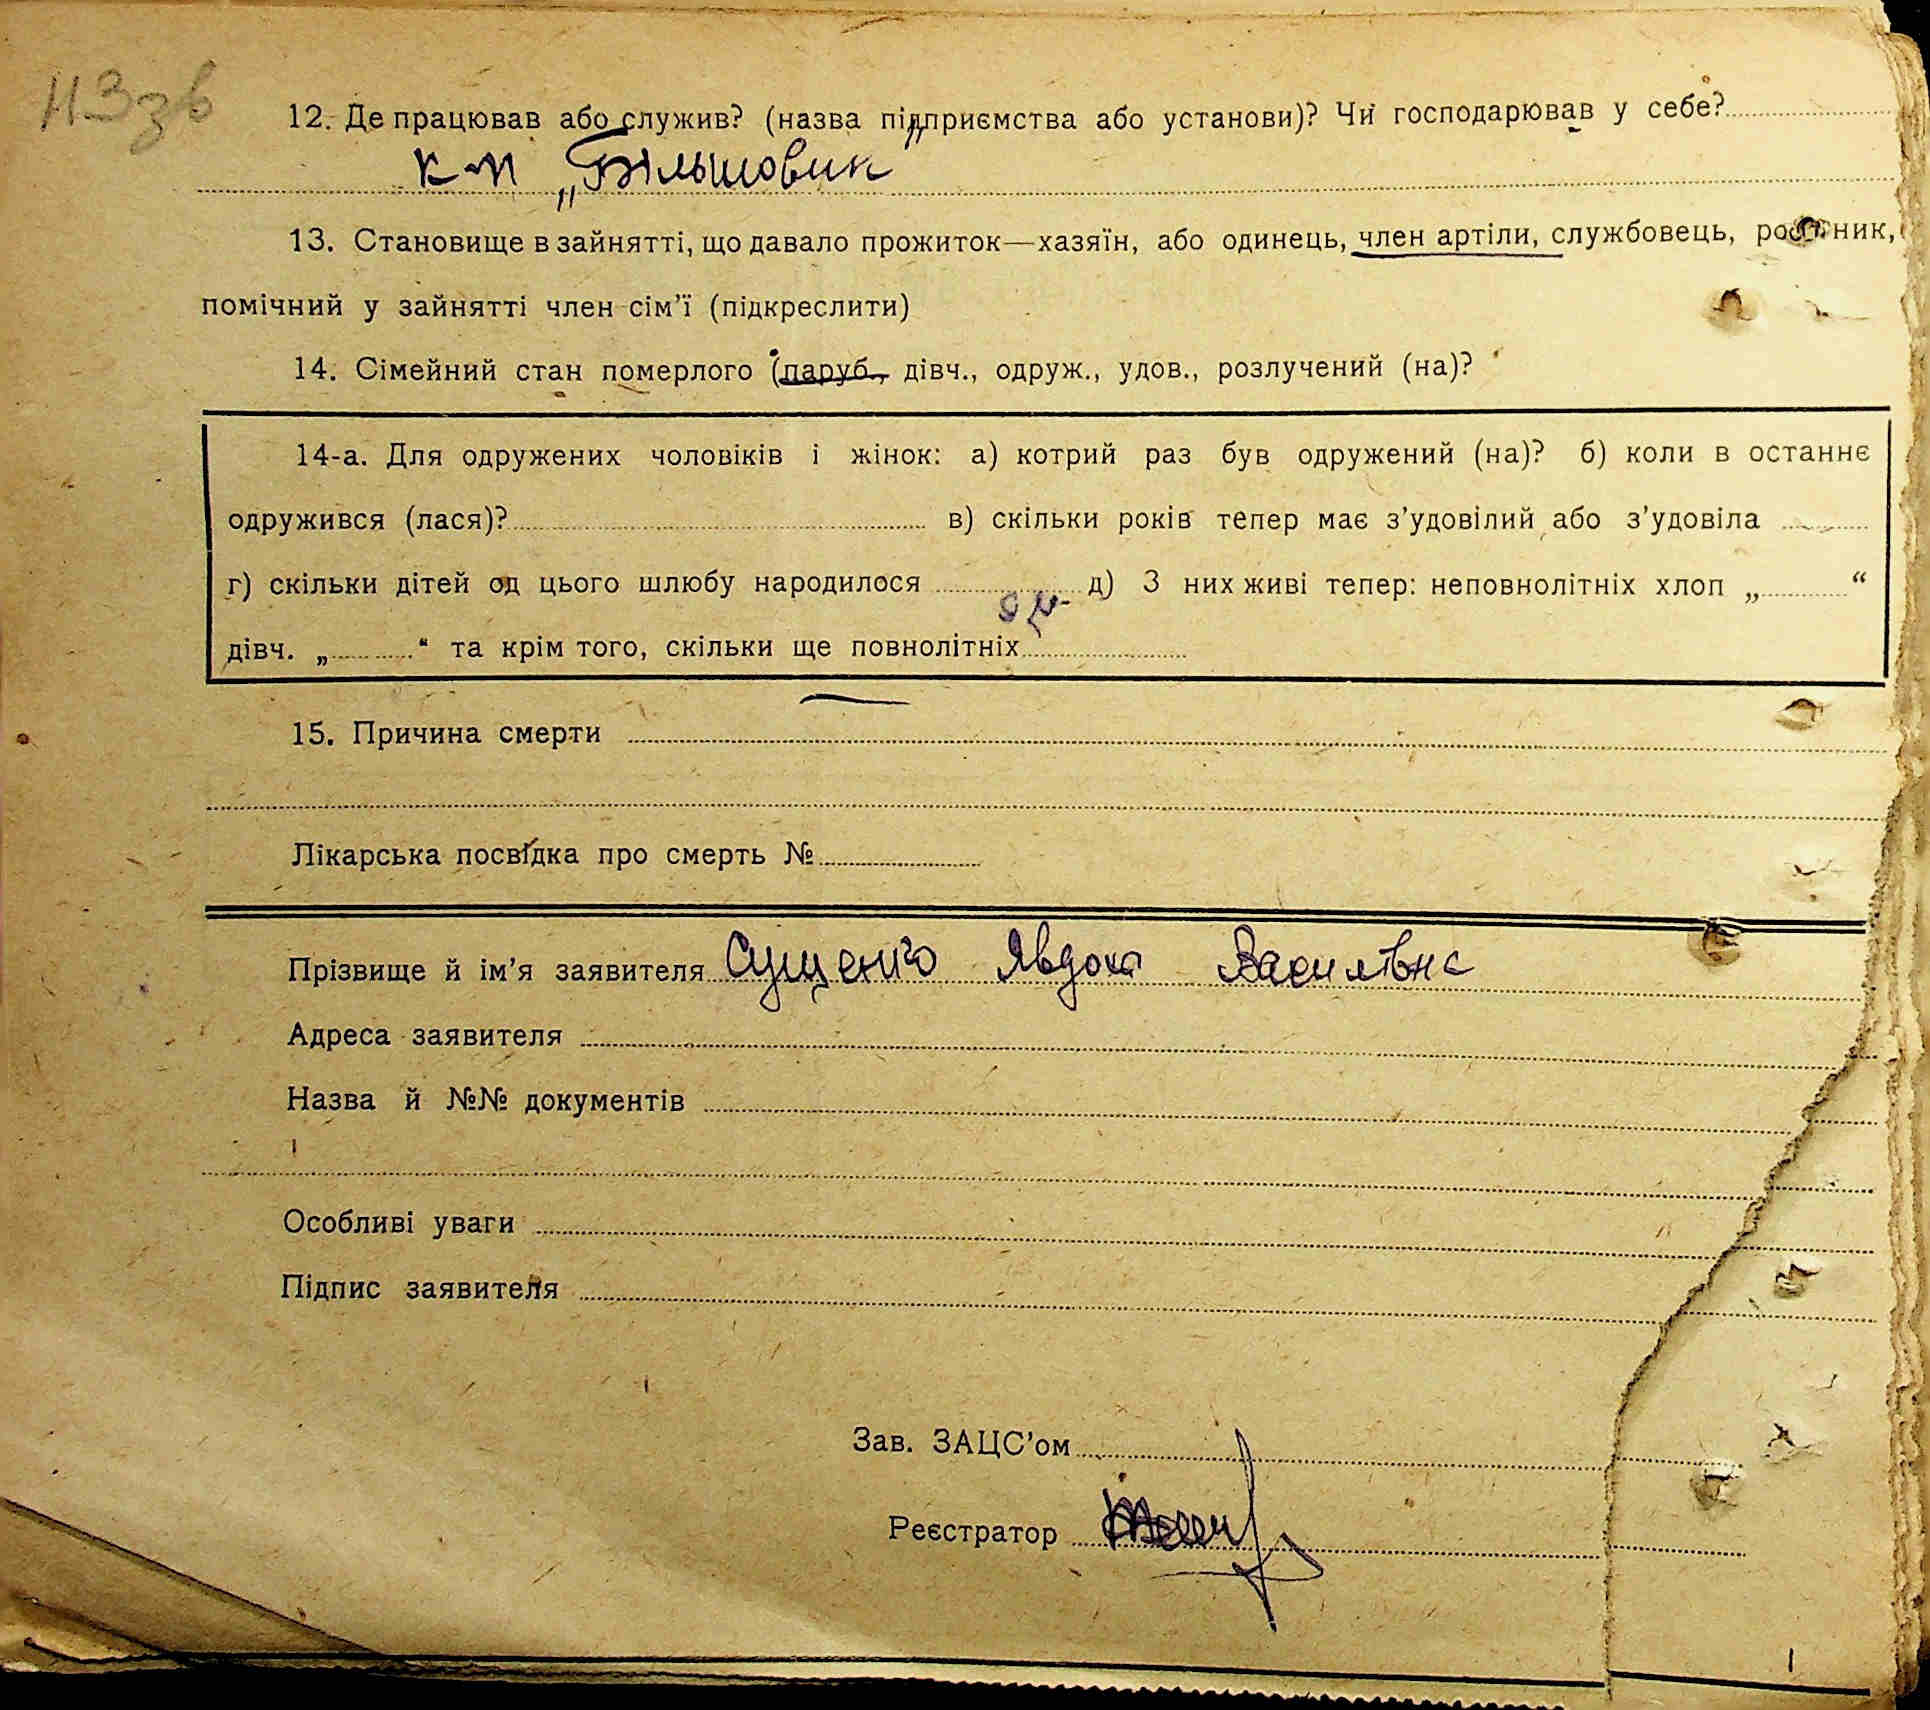 113 зв
12. Де працював або служив? (назва підприємства або установи)? Чи господарював у себе?
к-п „Більшовик"
13. Становище в зайнятті, що давало прожиток—хазяїн, або одинець, член артіли, службовець, робітник,
помічний у зайнятті член сім'ї (підкреслити)
14. Сімейний стан померлого (паруб., дівч., одруж., удов., розлучений (на)?
14-а. Для одружених чоловіків і жінок: а) котрий раз був одружений (на)? б) коли в останнє
одружився (лася)? в) скільки років тепер має з'удовілий або з'удовіла
г) скільки дітей од цього шлюбу народилося д) З них живі тепер: неповнолітніх хлоп „ “
дівч. „ “ та крім того, скільки ще повнолітніх
15. Причина смерти —
Лікарська посвідка про смерть №
Прізвище й ім'я заявителя Сущенко Явдоха Василівна
Адреса заявителя
Назва й №№ документів
Особливі уваги
Підпис заявителя
Зав. ЗАЦС'ом
Реєстратор